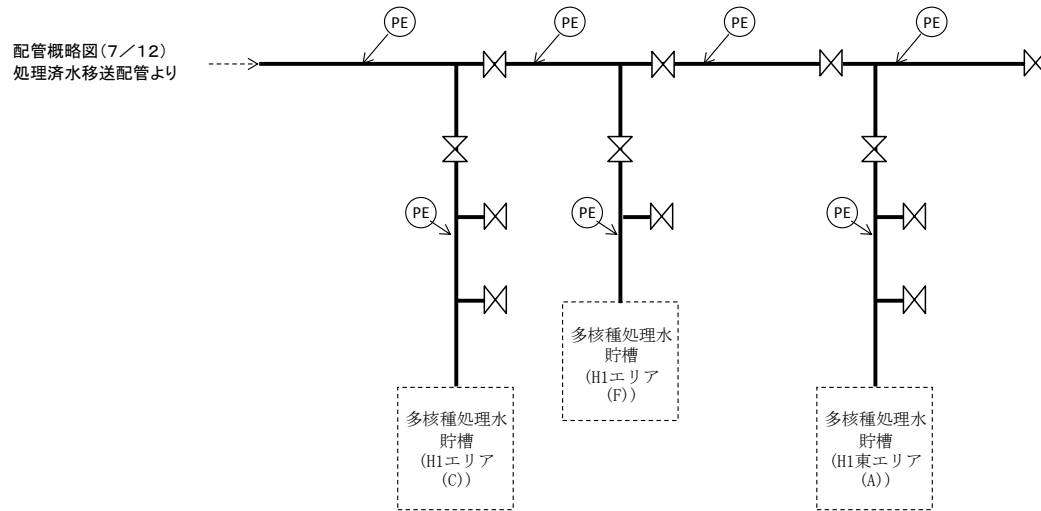 PE
PE
PE
PE
配管概略図(7/12)
処理済水移送配管より
PE
PE
PE
多核種処理水
貯槽
(H1エリア
(F))
多核種処理水
貯槽
(H1エリア
(C))
多核種処理水
貯槽
(H1東エリア
(A))